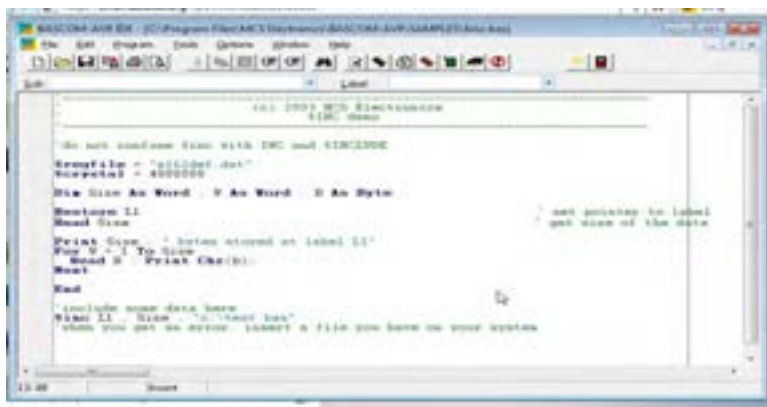 BASCOM-AVR IDE - [C:\Program Files\MCS Electronics\BASCOM-AVR\SAMPLES\
File Edit Program Tools Options Window Help
Sub Label
(c) 2003 MCS Electronics
$INC demo
'do not confuse $inc with INC and $INCLUDE
$regfile =
$crystal = 4000000
Dim Size As Word , W As Word , B As Byte
Restore L1 ' set pointer to label
Read Size ' get size of the data
Print Size ; " bytes stored at label L1"
For W = 1 To Size
Read B : Print Chr(b);
Next
End
'include some data here
$inc L1 , Size , "c:\test.bas"
'when you get an error, insert a file you have on your system
Insert